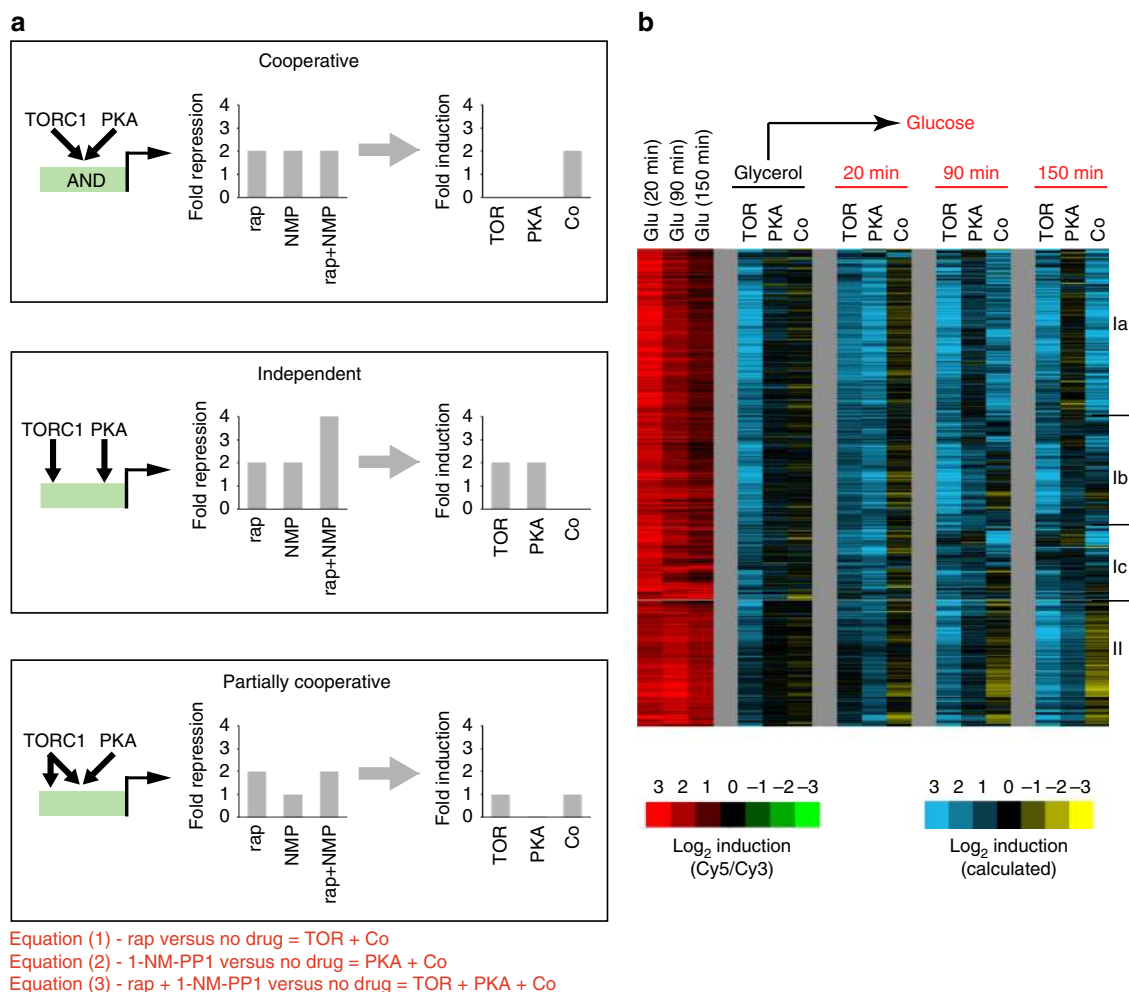 a
Cooperative
TORC1 PKA
AND
Fold repression
4
3
2
1
0
rap
NMP
rap+NMP
Fold induction
4
3
2
1
0
TOR
PKA
Co
Independent
TORC1 PKA
Fold repression
4
3
2
1
0
rap
NMP
rap+NMP
Fold induction
4
3
2
1
0
TOR
PKA
Co
Partially cooperative
TORC1 PKA
Fold repression
4
3
2
1
0
rap
NMP
rap+NMP
Fold induction
4
3
2
1
0
TOR
PKA
Co
Equation (1) - rap versus no drug = TOR + Co
Equation (2) - 1-NM-PP1 versus no drug = PKA + Co
Equation (3) - rap + 1-NM-PP1 versus no drug = TOR + PKA + Co
b
Glucose
Glu (20 min)
Glu (90 min)
Glu (150 min)
Glycerol
20 min
90 min
150 min
TOR
PKA
Co
TOR
PKA
Co
TOR
PKA
Co
TOR
PKA
Co
Ia
Ib
Ic
II
3 2 1 0 –1 –2 –3
Log2 induction
(Cy5/Cy3)
3 2 1 0 –1 –2 –3
Log2 induction
(calculated)